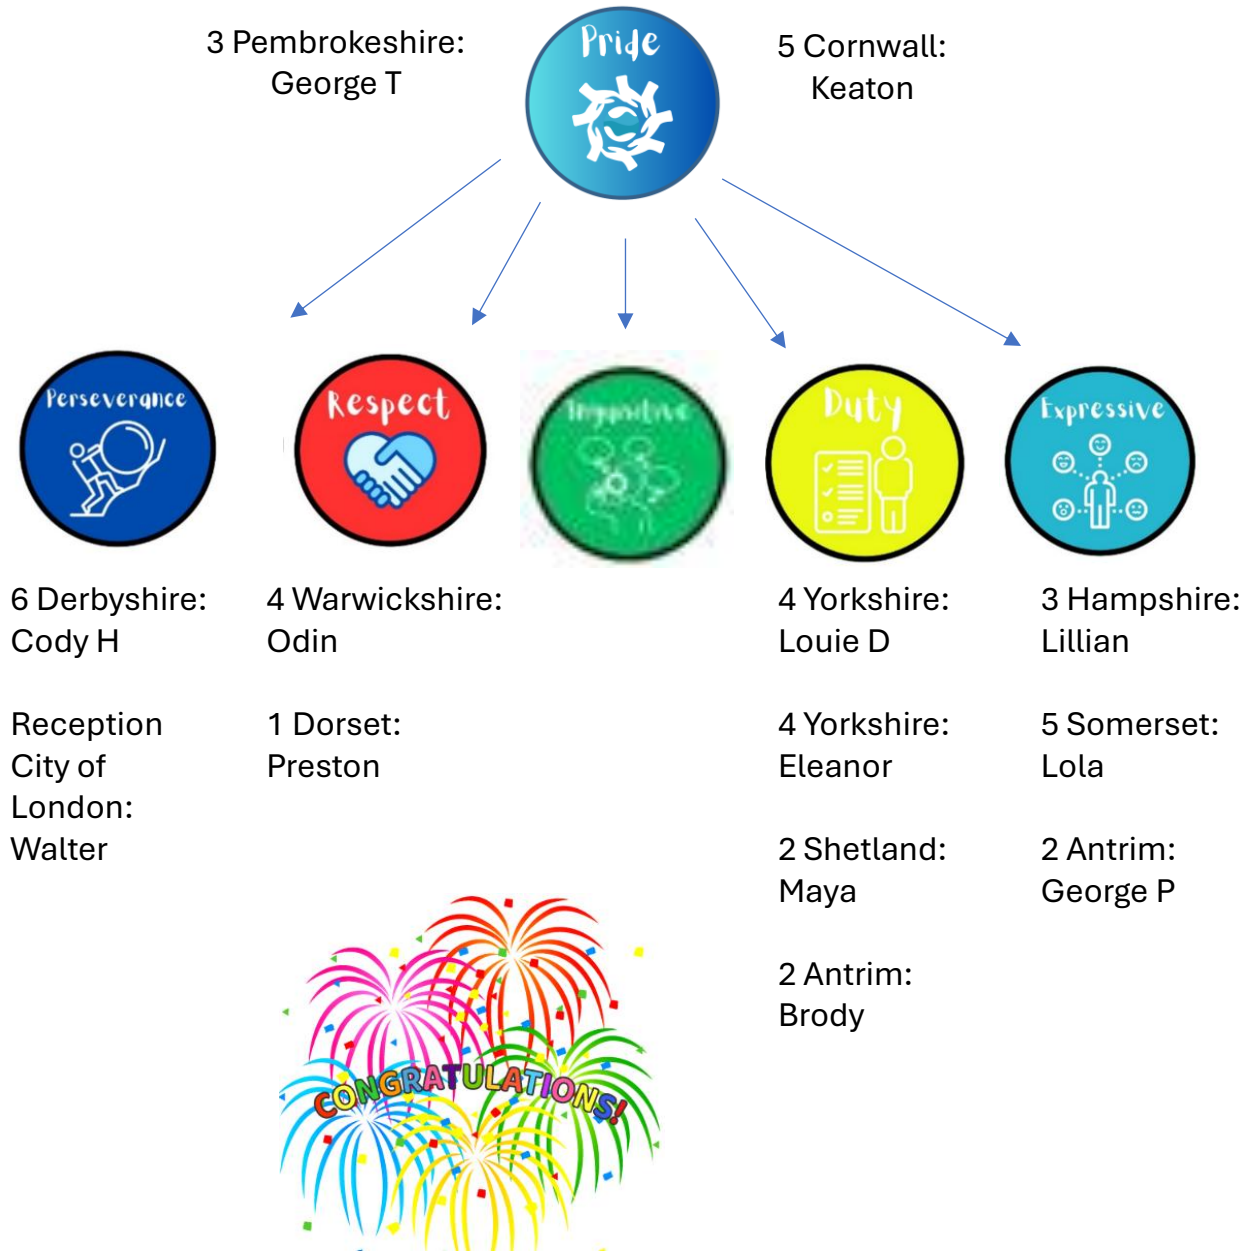 3 Pembrokeshire:
George T
Pride
5 Cornwall:
Keaton
Perseverance
Respect
Duty
Expressive
6 Derbyshire:
Cody H
Reception
City of
London:
Walter
4 Warwickshire:
Odin
1 Dorset:
Preston
4 Yorkshire:
Louie D
4 Yorkshire:
Eleanor
2 Shetland:
Maya
2 Antrim:
Brody
3 Hampshire:
Lillian
5 Somerset:
Lola
2 Antrim:
George P
CONGRATULATIONS!